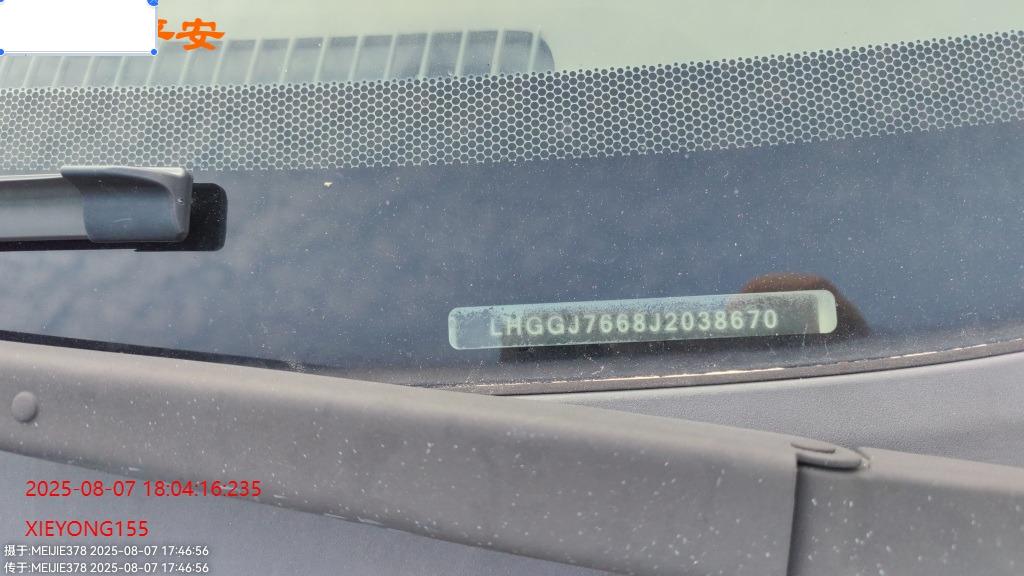 安
LHGGJ7668J2038670
2025-08-07 18:04:16:235
XIEYONG155
摄于:MEIJIE378 2025-08-07 17:46:56
传于:MEIJIE378 2025-08-07 17:46:56